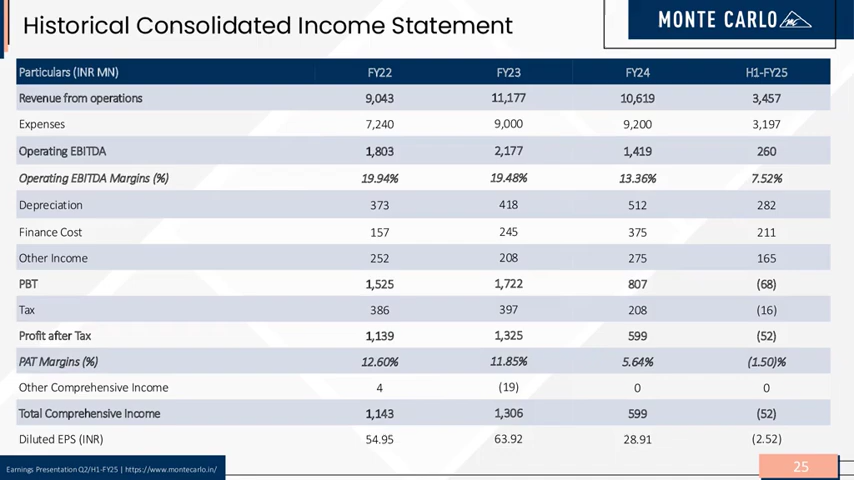 Historical Consolidated Income Statement
MONTE CARLO
Particulars (INR MN) FY22 FY23 FY24 H1-FY25
Revenue from operations 9,043 11,177 10,619 3,457
Expenses 7,240 9,000 9,200 3,197
Operating EBITDA 1,803 2,177 1,419 260
Operating EBITDA Margins (%) 19.94% 19.48% 13.36% 7.52%
Depreciation 373 418 512 282
Finance Cost 157 245 375 211
Other Income 252 208 275 165
PBT 1,525 1,722 807 (68)
Tax 386 397 208 (16)
Profit after Tax 1,139 1,325 599 (52)
PAT Margins (%) 12.60% 11.85% 5.64% (1.50)%
Other Comprehensive Income 4 (19) 0 0
Total Comprehensive Income 1,143 1,306 599 (52)
Diluted EPS (INR) 54.95 63.92 28.91 (2.52)
Earnings Presentation Q2/H1-FY25 | https://www.montecarlo.in/
25